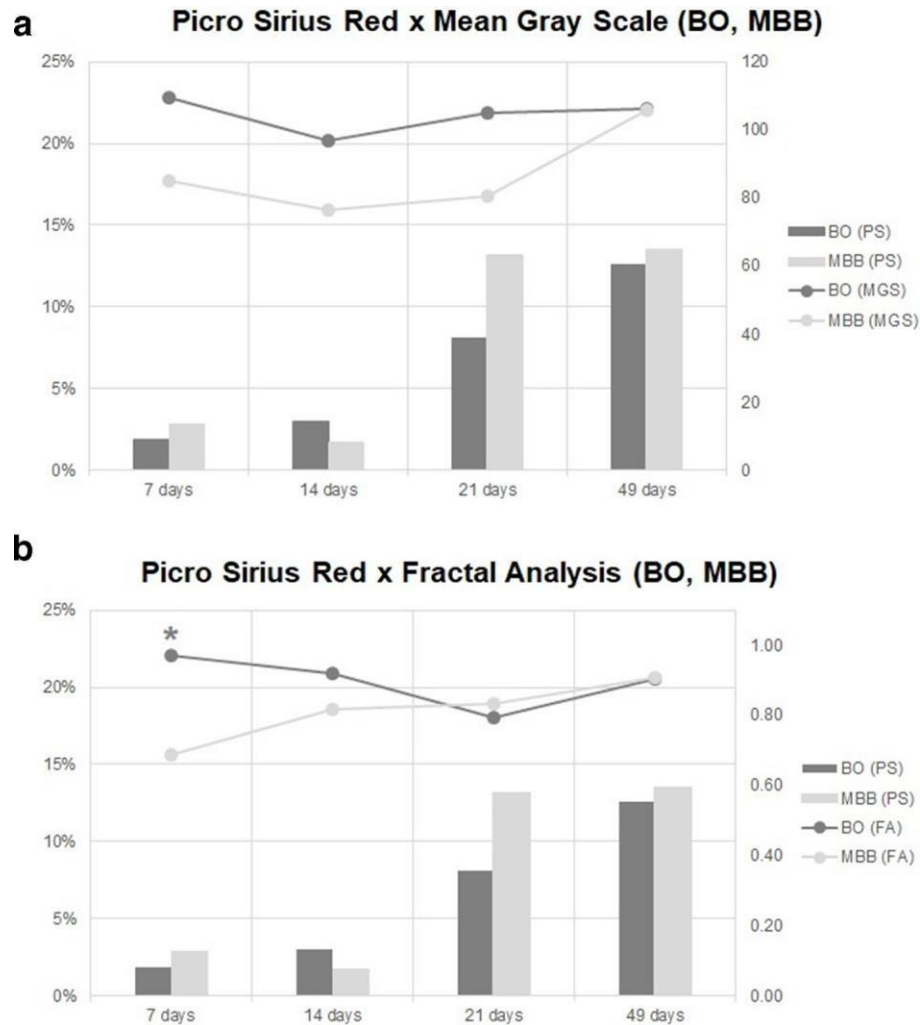 a
Picro Sirius Red x Mean Gray Scale (BO, MBB)
25%
20%
15%
10%
5%
0%
120
100
80
60
40
20
0
7 days
14 days
21 days
49 days
BO (PS)
MBB (PS)
BO (MGS)
MBB (MGS)
b
Picro Sirius Red x Fractal Analysis (BO, MBB)
25%
20%
15%
10%
5%
0%
*
1.00
0.80
0.60
0.40
0.20
0.00
7 days
14 days
21 days
49 days
BO (PS)
MBB (PS)
BO (FA)
MBB (FA)